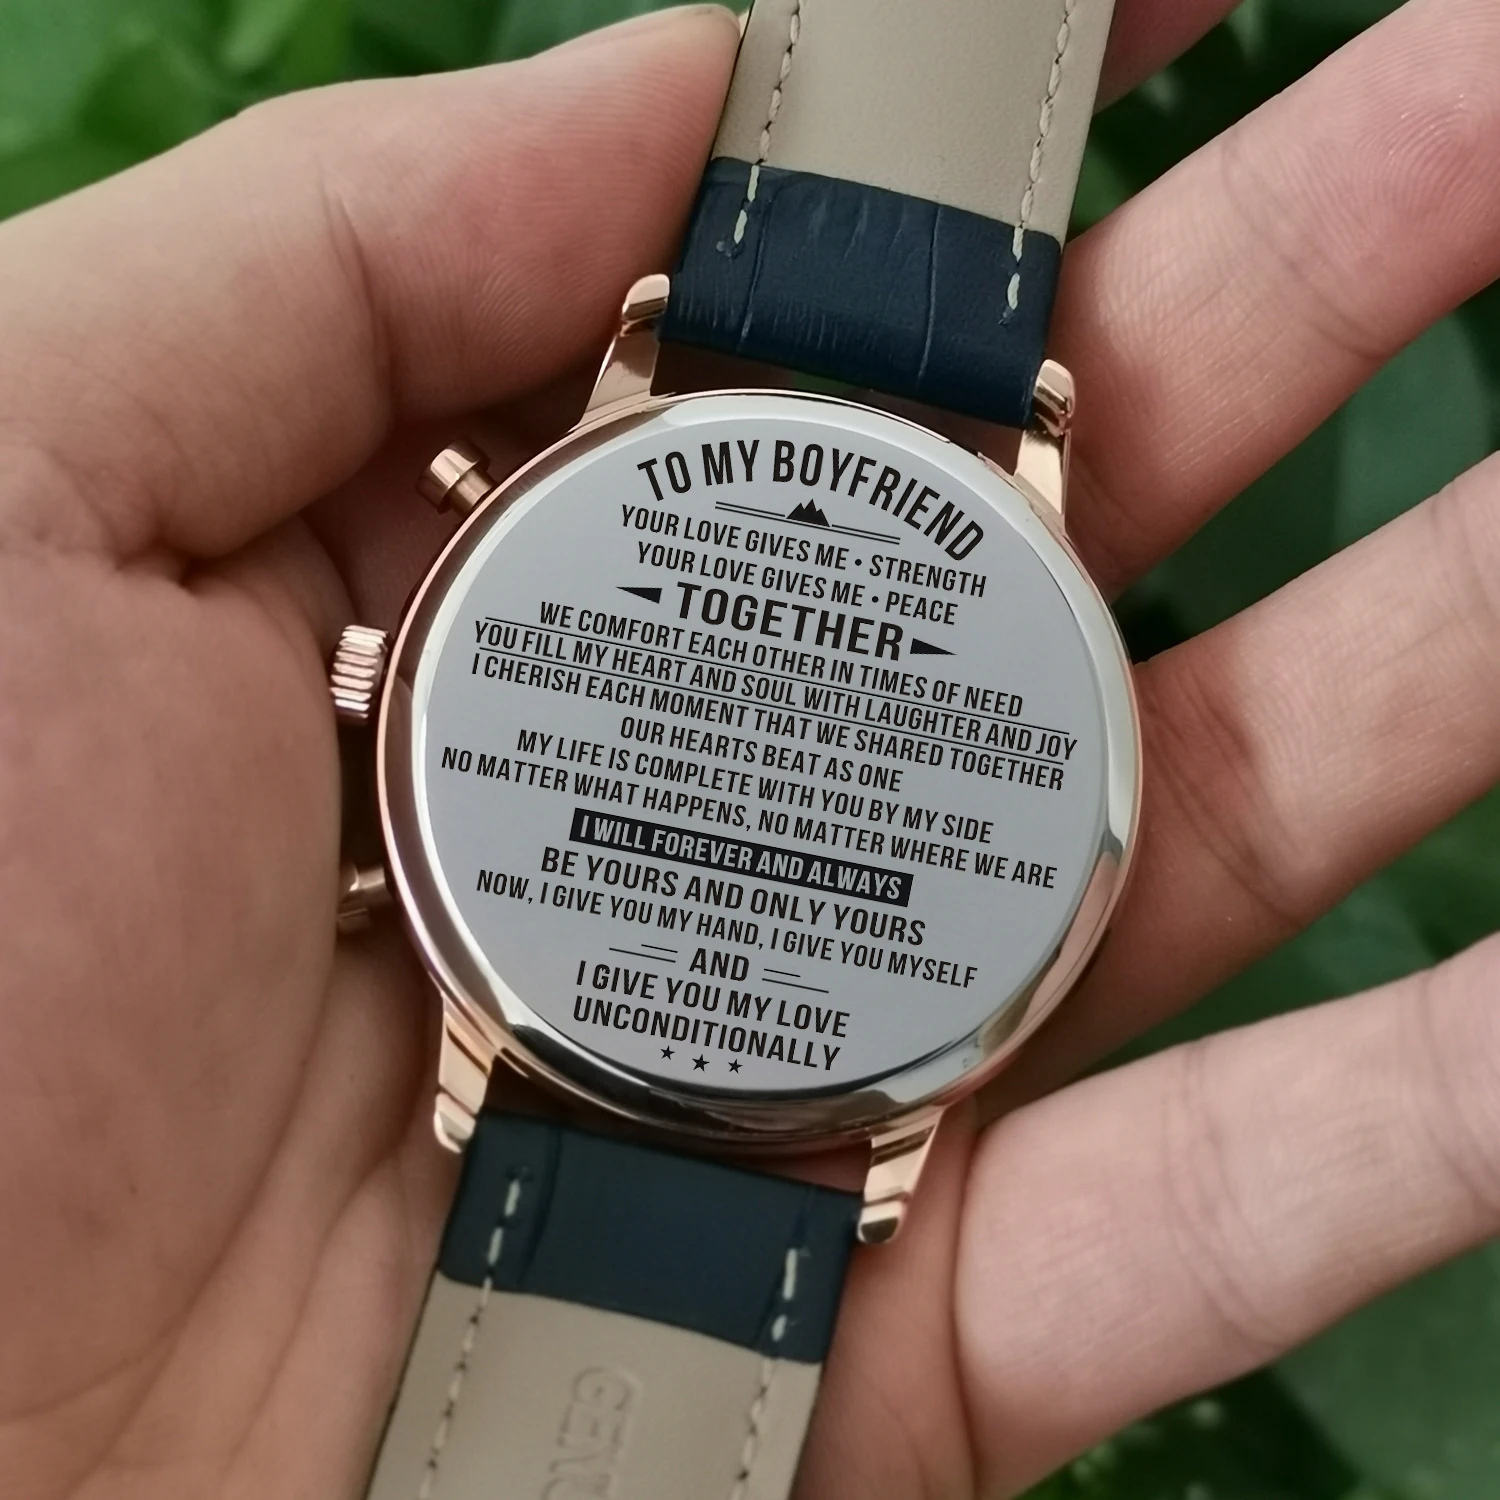 TO MY BOYFRIEND
YOUR LOVE GIVES ME • STRENGTH
YOUR LOVE GIVES ME • PEACE
TOGETHER
WE COMFORT EACH OTHER IN TIMES OF NEED
YOU FILL MY HEART AND SOUL WITH LAUGHTER AND JOY
I CHERISH EACH MOMENT THAT WE SHARED TOGETHER
OUR HEARTS BEAT AS ONE
MY LIFE IS COMPLETE WITH YOU BY MY SIDE
NO MATTER WHAT HAPPENS, NO MATTER WHERE WE ARE
I WILL FOREVER AND ALWAYS
BE YOURS AND ONLY YOURS
NOW, I GIVE YOU MY HAND, I GIVE YOU MYSELF
AND
I GIVE YOU MY LOVE
UNCONDITIONALLY